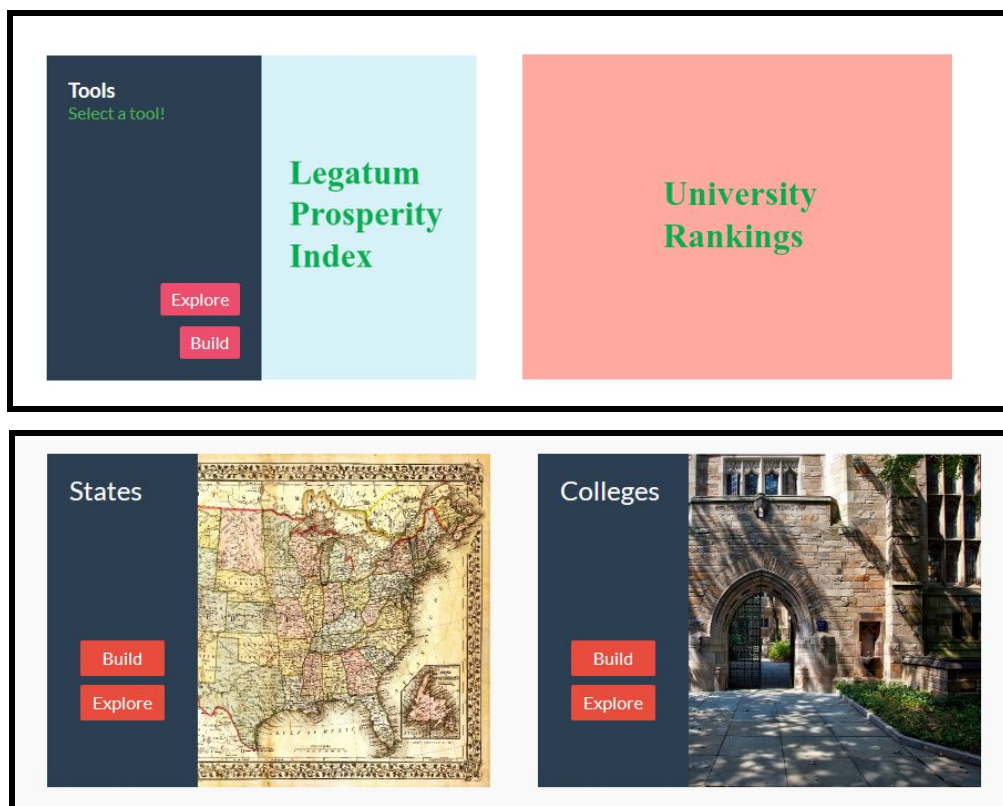 Tools
Select a tool!
Legatum
Prosperity
Index
Explore
Build
University
Rankings
States
Build
Explore
Colleges
Build
Explore